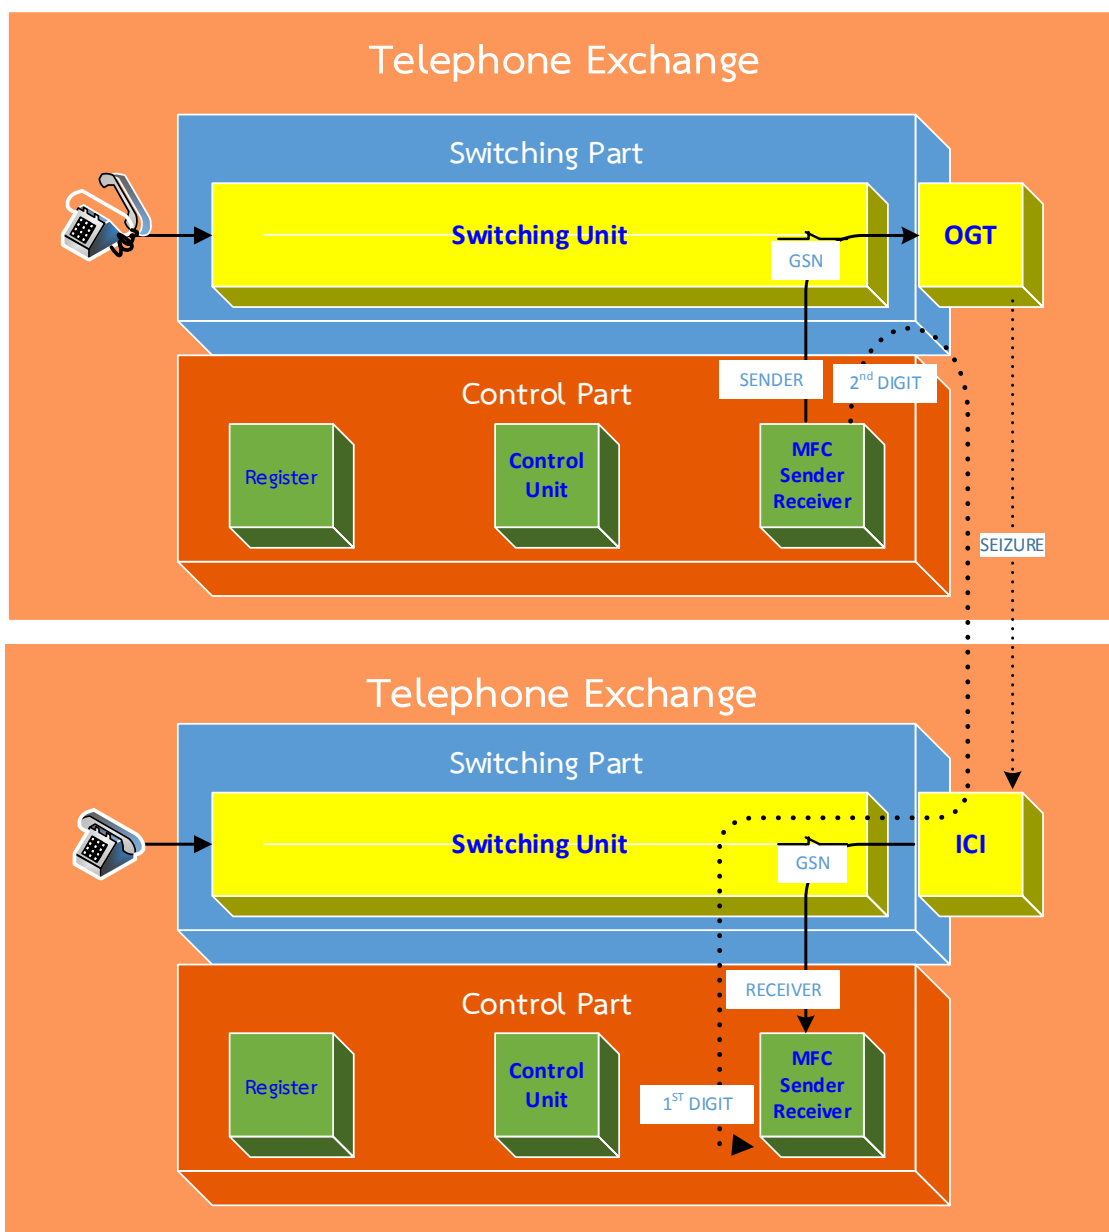 Telephone Exchange
Switching Part
Switching Unit
OGT
GSN
SENDER
2nd DIGIT
Control Part
Register
Control
Unit
MFC
Sender
Receiver
SEIZURE
Telephone Exchange
Switching Part
Switching Unit
ICI
GSN
RECEIVER
Control Part
Register
Control
Unit
MFC
Sender
Receiver
1ST DIGIT